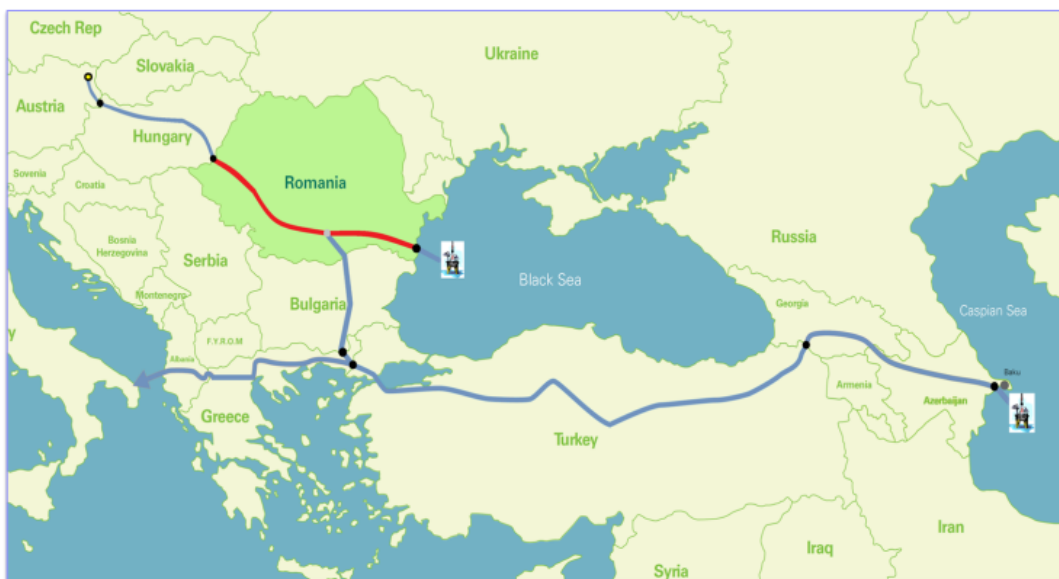 Czech Rep
Ukraine
Slovakia
Austria
Hungary
Romania
Sovenia
Croatia
Russia
Bosnia
Herzegovina
Serbia
Black Sea
Montenegro
Bulgaria
Georgia
Caspian Sea
y
F.Y.R.O.M
Albania
Baku
Armenia
Azerbaijan
Greece
Turkey
Iran
Iraq
Syria